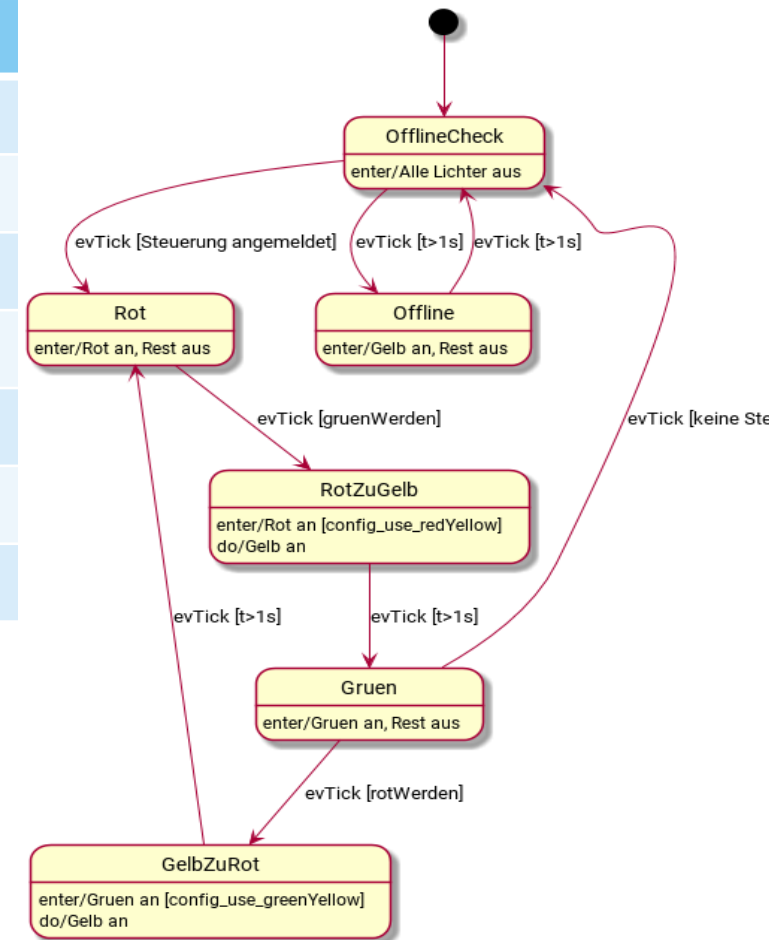 OfflineCheck
enter/Alle Lichter aus
evTick [Steuerung angemeldet]
evTick [t>1s]
evTick [t>1s]
Rot
enter/Rot an, Rest aus
Offline
enter/Gelb an, Rest aus
evTick [gruenWerden]
evTick [keine
RotZuGelb
enter/Rot an [config_use_redYellow]
do/Gelb an
evTick [t>1s]
evTick [t>1s]
Gruen
enter/Gruen an, Rest aus
evTick [rotWerden]
GelbZuRot
enter/Gruen an [config_use_greenYellow]
do/Gelb an